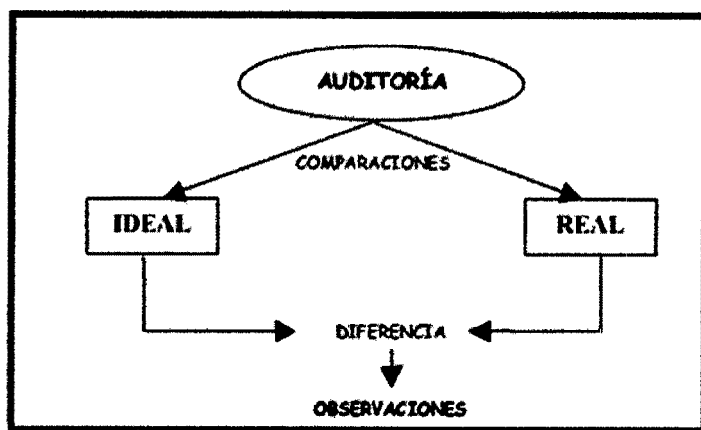 AUDITORÍA
COMPARACIONES
IDEAL
REAL
DIFERENCIA
OBSERVACIONES